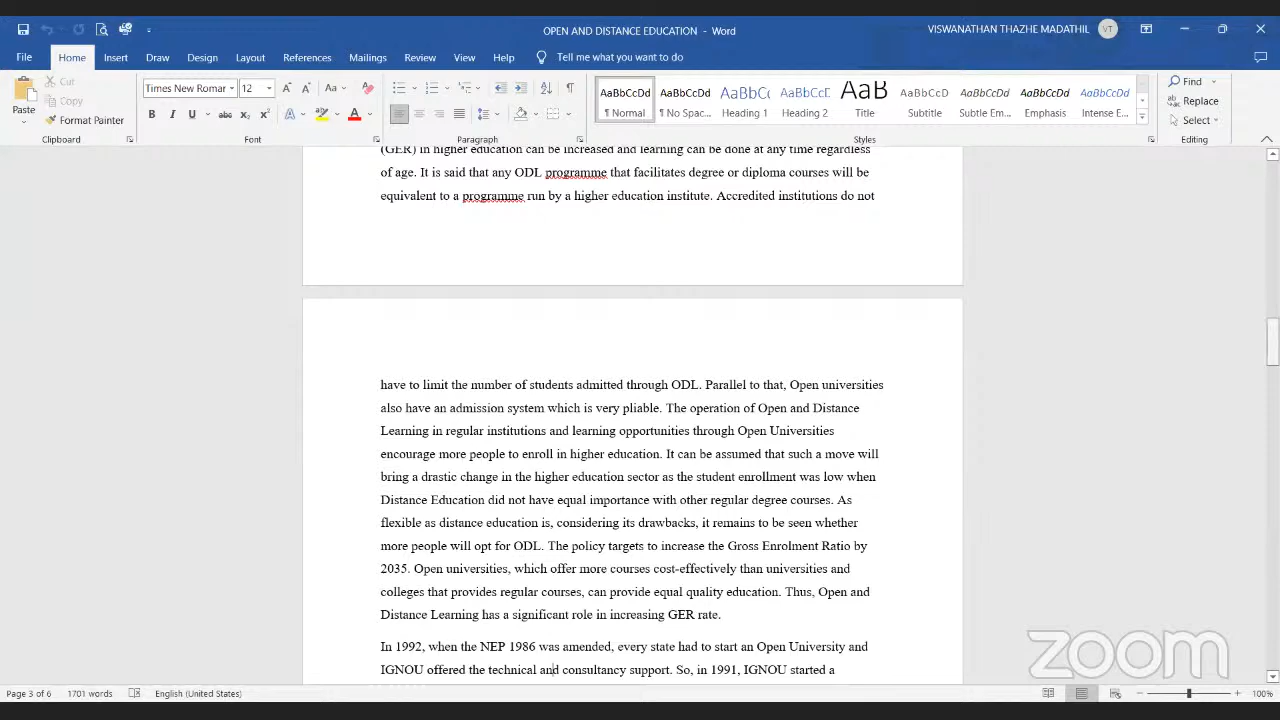 OPEN AND DISTANCE EDUCATION - Word
VISWANATHAN THAZHE MADATHIL VT
File Home Insert Draw Design Layout References Mailings Review View Help Tell me what you want to do
Paste
Cut
Copy
Format Painter
Clipboard
Times New Roman 12
Font
Paragraph
AaBbCcDd AaBbCcDd AaBbC( AaBbCcE AaB AaBbCcD AaBbCcDd AaBbCcDd AaBbCcDd
¶ Normal ¶ No Spac... Heading 1 Heading 2 Title Subtitle Subtle Em... Emphasis Intense E...
Styles
Find
Replace
Select
Editing
(GER) in higher education can be increased and learning can be done at any time regardless
of age. It is said that any ODL programme that facilitates degree or diploma courses will be
equivalent to a programme run by a higher education institute. Accredited institutions do not
have to limit the number of students admitted through ODL. Parallel to that, Open universities
also have an admission system which is very pliable. The operation of Open and Distance
Learning in regular institutions and learning opportunities through Open Universities
encourage more people to enroll in higher education. It can be assumed that such a move will
bring a drastic change in the higher education sector as the student enrollment was low when
Distance Education did not have equal importance with other regular degree courses. As
flexible as distance education is, considering its drawbacks, it remains to be seen whether
more people will opt for ODL. The policy targets to increase the Gross Enrolment Ratio by
2035. Open universities, which offer more courses cost-effectively than universities and
colleges that provides regular courses, can provide equal quality education. Thus, Open and
Distance Learning has a significant role in increasing GER rate.
In 1992, when the NEP 1986 was amended, every state had to start an Open University and
IGNOU offered the technical and consultancy support. So, in 1991, IGNOU started a
zoom
Page 3 of 6 1701 words English (United States) 100%